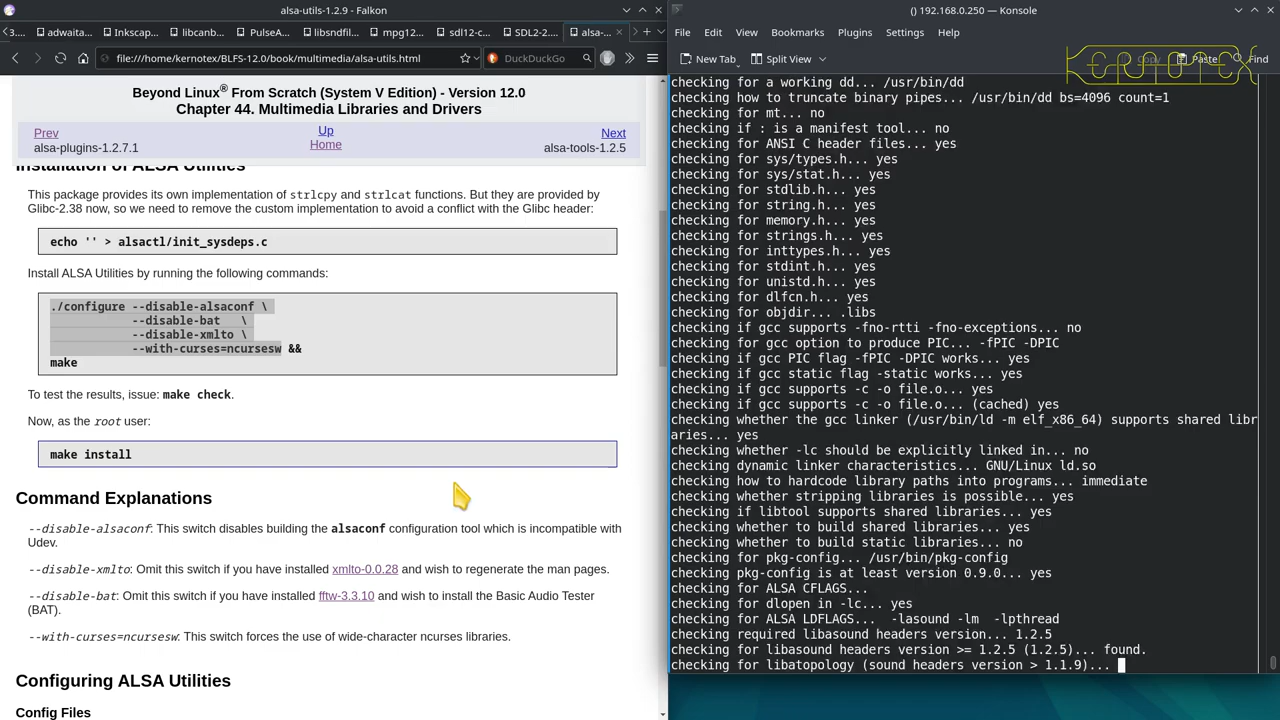 alsa-utils-1.2.9 - Falkon
3....
adwaita...
Inkscap...
libcanb...
PulseA...
libsndfil...
mpg12...
sdl12-c...
SDL2-2....
alsa-...
file:///home/kernotex/BLFS-12.0/book/multimedia/alsa-utils.html
DuckDuckGo
Beyond Linux® From Scratch (System V Edition) - Version 12.0
Chapter 44. Multimedia Libraries and Drivers
Prev Up Next
alsa-plugins-1.2.7.1 Home alsa-tools-1.2.5
Installation of ALSA Utilities
This package provides its own implementation of strlcpy and strlcat functions. But they are provided by
Glibc-2.38 now, so we need to remove the custom implementation to avoid a conflict with the Glibc header:
echo '' > alsactl/init_sysdeps.c
Install ALSA Utilities by running the following commands:
./configure --disable-alsaconf \
--disable-bat \
--disable-xmlto \
--with-curses=ncursesw &&
make
To test the results, issue: make check.
Now, as the root user:
make install
Command Explanations
--disable-alsaconf: This switch disables building the alsaconf configuration tool which is incompatible with
Udev.
--disable-xmlto: Omit this switch if you have installed xmlto-0.0.28 and wish to regenerate the man pages.
--disable-bat: Omit this switch if you have installed fftw-3.3.10 and wish to install the Basic Audio Tester
(BAT).
--with-curses=ncursesw: This switch forces the use of wide-character ncurses libraries.
Configuring ALSA Utilities
Config Files
() 192.168.0.250 — Konsole
File Edit View Bookmarks Plugins Settings Help
New Tab Split View Copy Paste Find
KERNOTEX
checking for a working dd... /usr/bin/dd
checking how to truncate binary pipes... /usr/bin/dd bs=4096 count=1
checking for mt... no
checking if : is a manifest tool... no
checking for ANSI C header files... yes
checking for sys/types.h... yes
checking for sys/stat.h... yes
checking for stdlib.h... yes
checking for string.h... yes
checking for memory.h... yes
checking for strings.h... yes
checking for inttypes.h... yes
checking for stdint.h... yes
checking for unistd.h... yes
checking for dlfcn.h... yes
checking for objdir... .libs
checking if gcc supports -fno-rtti -fno-exceptions... no
checking for gcc option to produce PIC... -fPIC -DPIC
checking if gcc PIC flag -fPIC -DPIC works... yes
checking if gcc static flag -static works... yes
checking if gcc supports -c -o file.o... yes
checking if gcc supports -c -o file.o... (cached) yes
checking whether the gcc linker (/usr/bin/ld -m elf_x86_64) supports shared libr
aries... yes
checking whether -lc should be explicitly linked in... no
checking dynamic linker characteristics... GNU/Linux ld.so
checking how to hardcode library paths into programs... immediate
checking whether stripping libraries is possible... yes
checking if libtool supports shared libraries... yes
checking whether to build shared libraries... yes
checking whether to build static libraries... no
checking for pkg-config... /usr/bin/pkg-config
checking pkg-config is at least version 0.9.0... yes
checking for ALSA CFLAGS...
checking for dlopen in -lc... yes
checking for ALSA LDFLAGS... -lasound -lm -lpthread
checking required libasound headers version... 1.2.5
checking for libasound headers version >= 1.2.5 (1.2.5)... found.
checking for libatopology (sound headers version > 1.1.9)...